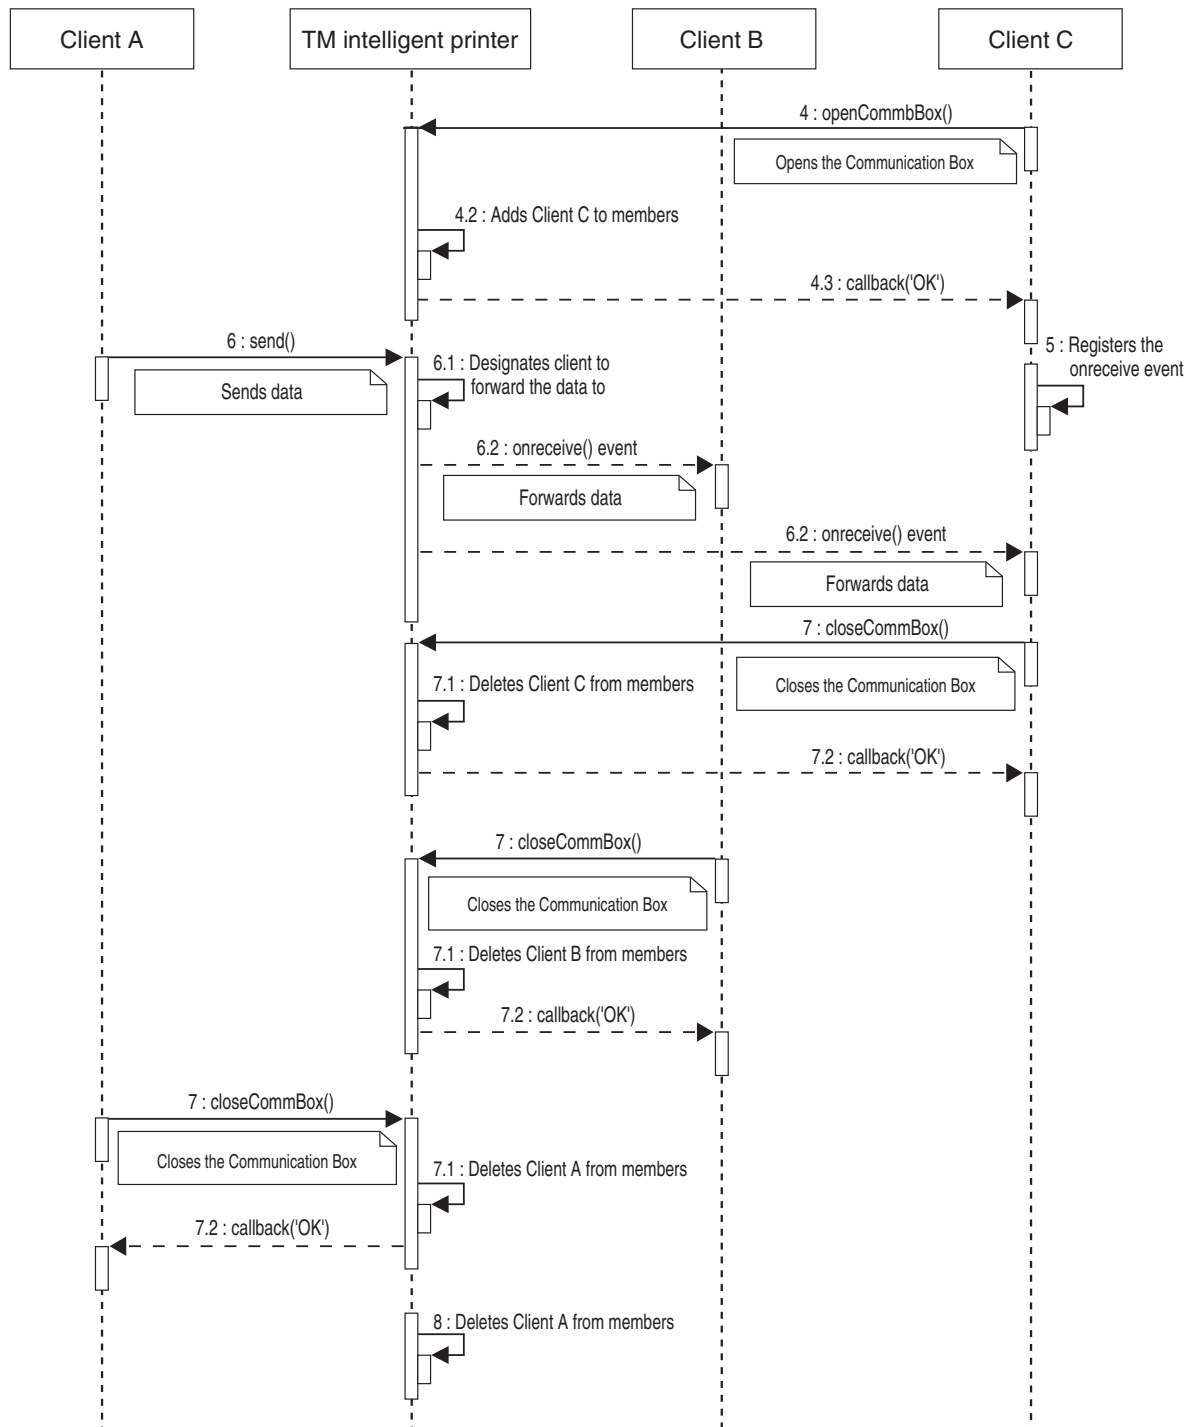 Client A
TM intelligent printer
Client B
Client C
4 : openCommbBox()
Opens the Communication Box
4.2 : Adds Client C to members
4.3 : callback('OK')
6 : send()
Sends data
6.1 : Designates client to
forward the data to
5 : Registers the
onreceive event
6.2 : onreceive() event
Forwards data
6.2 : onreceive() event
Forwards data
7 : closeCommBox()
Closes the Communication Box
7.1 : Deletes Client C from members
7.2 : callback('OK')
7 : closeCommBox()
Closes the Communication Box
7.1 : Deletes Client B from members
7.2 : callback('OK')
7 : closeCommBox()
Closes the Communication Box
7.1 : Deletes Client A from members
7.2 : callback('OK')
8 : Deletes Client A from members